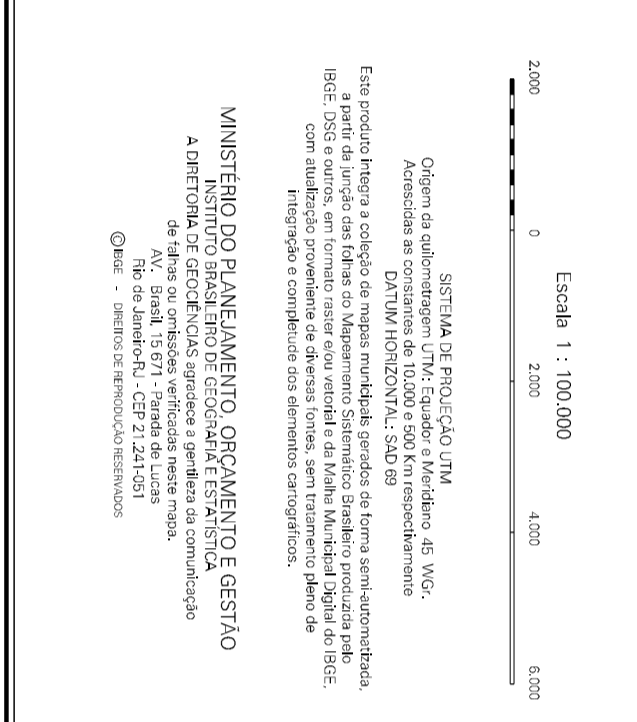 Escala 1 : 100.000
2.000 0 2.000 4.000 6.000
SISTEMA DE PROJEÇÃO UTM
Origem da quilometragem UTM: Equador e Meridiano 45 WGr.
Acrescidas as constantes de 10.000 e 500 Km respectivamente
DATUM HORIZONTAL: SAD 69
Este produto integra a coleção de mapas municipais gerados de forma semi-automatizada,
a partir da junção das folhas do Mapeamento Sistemático Brasileiro produzida pelo
IBGE, DSG e outros, em formato raster e/ou vetorial e da Malha Municipal Digital do IBGE,
com atualização proveniente de diversas fontes, sem tratamento pleno de
integração e completude dos elementos cartográficos.
MINISTÉRIO DO PLANEJAMENTO, ORÇAMENTO E GESTÃO
INSTITUTO BRASILEIRO DE GEOGRAFIA E ESTATÍSTICA
A DIRETORIA DE GEOCIÊNCIAS agradece a gentileza da comunicação
de falhas ou omissões verificadas neste mapa.
AV. Brasil, 15 671 - Parada de Lucas
Rio de Janeiro-RJ - CEP 21.241-051
©IBGE - DIREITOS DE REPRODUÇÃO RESERVADOS